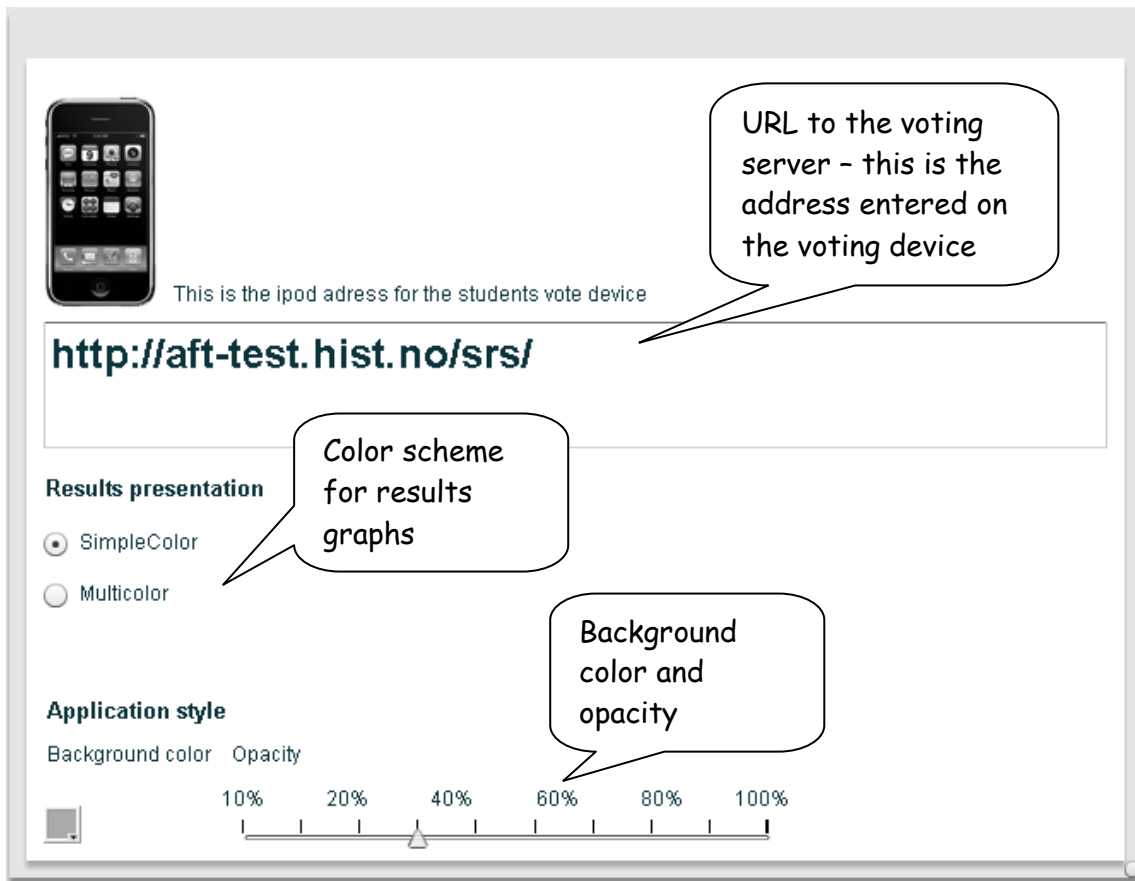 URL to the voting
server – this is the
address entered on
the voting device
This is the ipod adress for the students vote device
http://aft-test.hist.no/srs/
Color scheme
for results
graphs
Results presentation
SimpleColor
Multicolor
Background
color and
opacity
Application style
Background color Opacity
10% 20% 40% 60% 80% 100%